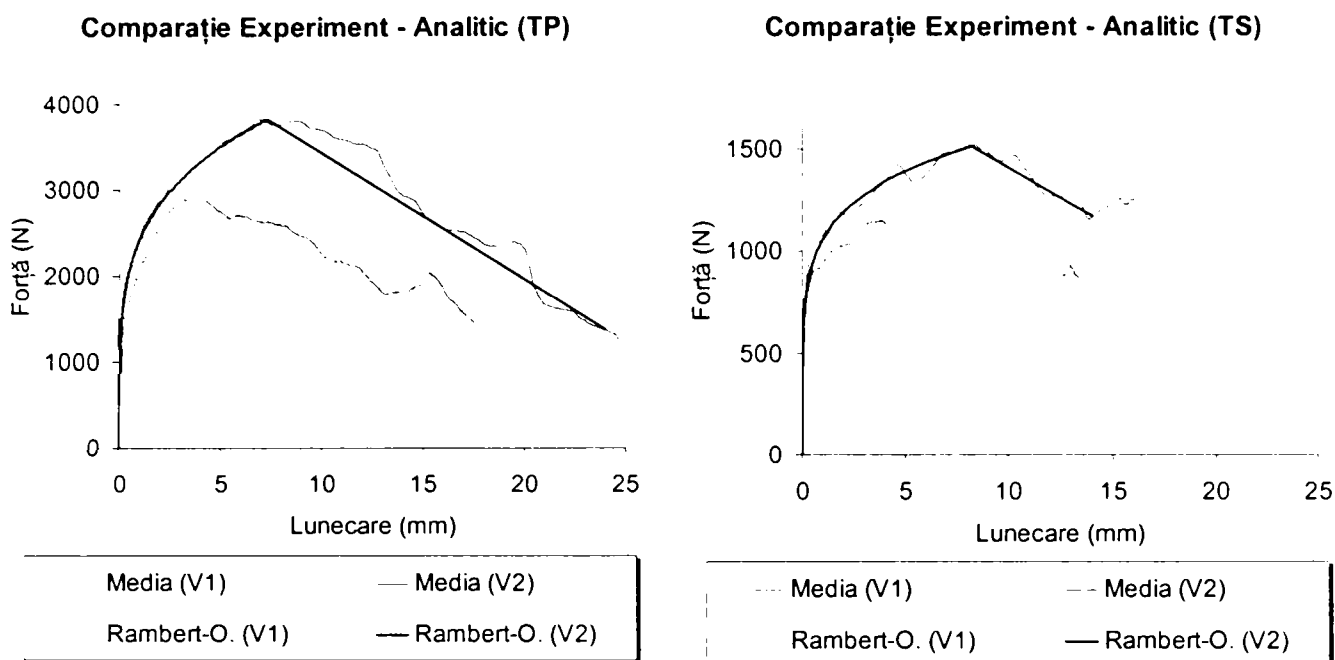 Comparație Experiment - Analitic (TP)
4000
3000
2000
1000
0
Forță (N)
0 5 10 15 20 25
Lunecare (mm)
Media (V1) Media (V2)
Rambert-O. (V1) Rambert-O. (V2)
Comparație Experiment - Analitic (TS)
1500
1000
500
0
Forță (N)
0 5 10 15 20 25
Lunecare (mm)
Media (V1) Media (V2)
Rambert-O. (V1) Rambert-O. (V2)